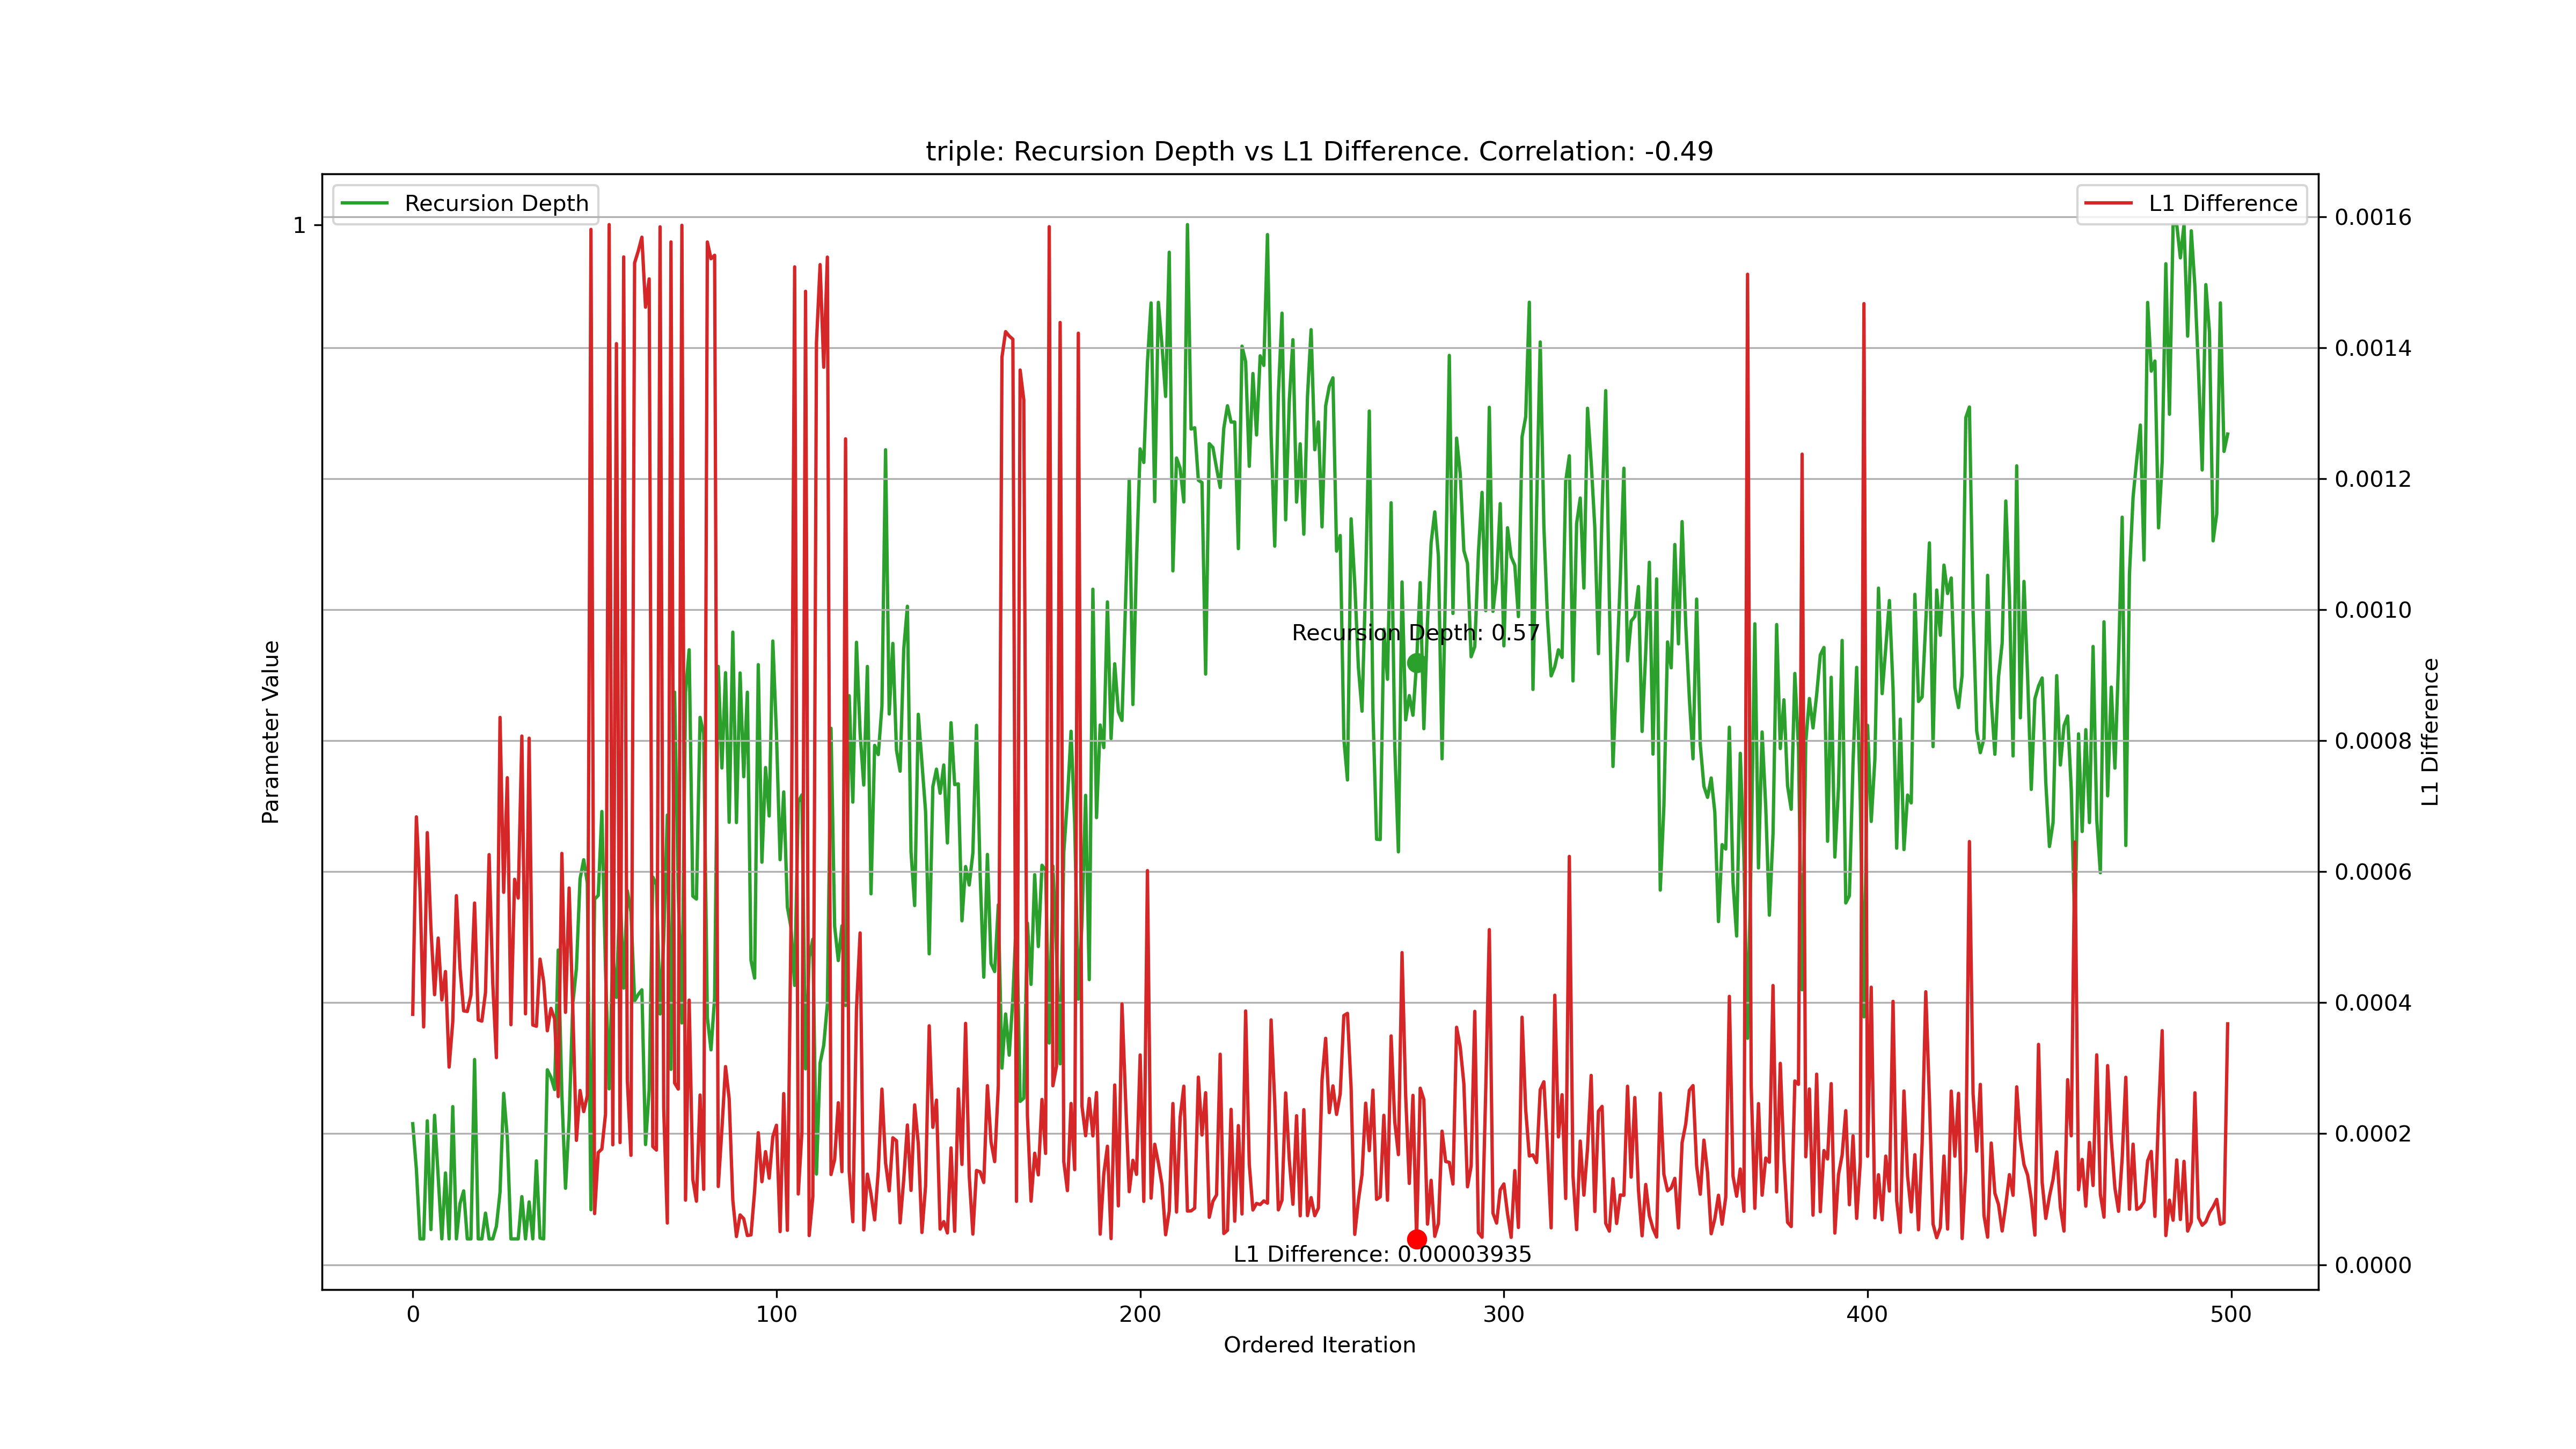 triple: Recursion Depth vs L1 Difference. Correlation: -0.49
Recursion Depth
L1 Difference
1
0.0016
0.0014
0.0012
0.0010
0.0008
0.0006
0.0004
0.0002
0.0000
Parameter Value
L1 Difference
Recursion Depth: 0.57
L1 Difference: 0.00003935
0
100
200
300
400
500
Ordered Iteration